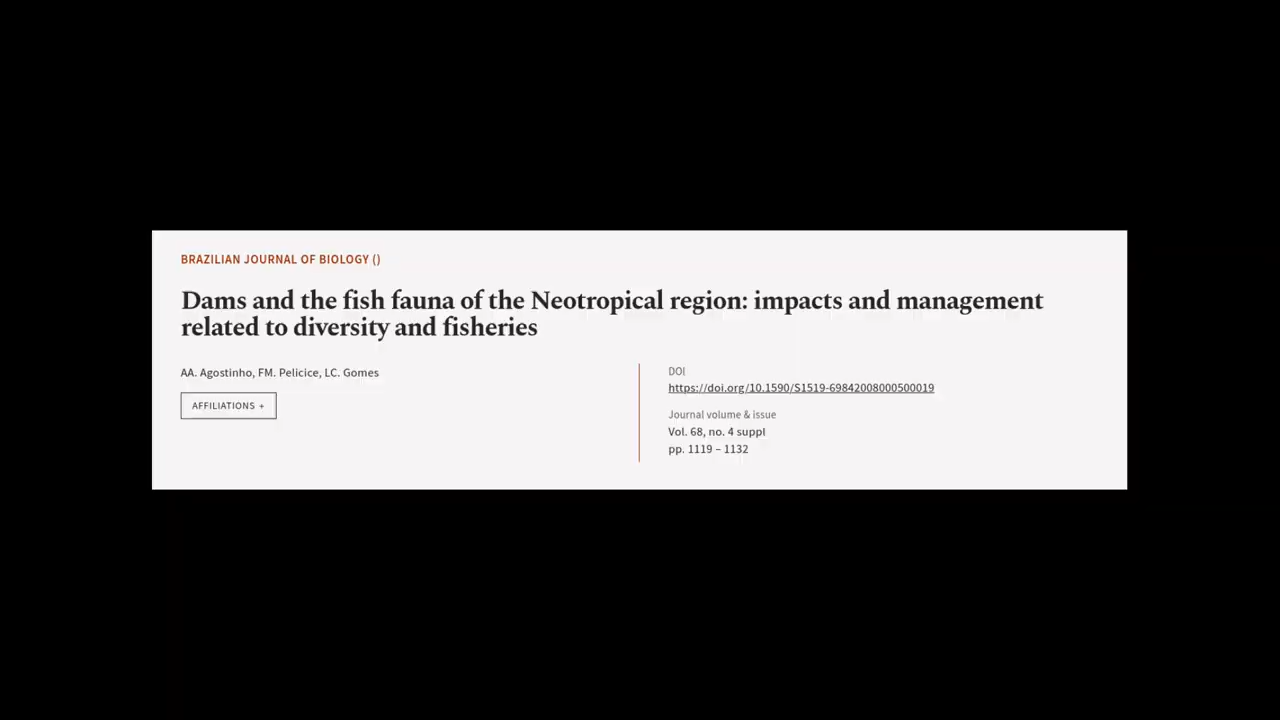 BRAZILIAN JOURNAL OF BIOLOGY ()
Dams and the fish fauna of the Neotropical region: impacts and management
related to diversity and fisheries
AA. Agostinho, FM. Pelicice, LC. Gomes
AFFILIATIONS +
DOI
https://doi.org/10.1590/S1519-69842008000500019
Journal volume & issue
Vol. 68, no. 4 suppl
pp. 1119 – 1132